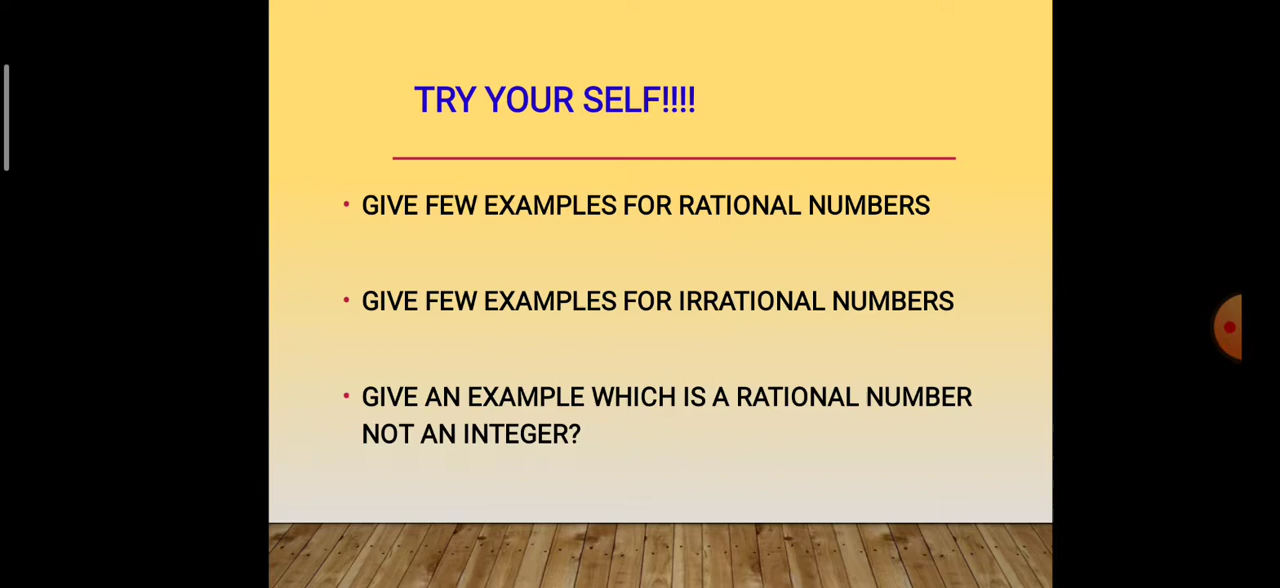 TRY YOUR SELF!!!!
• GIVE FEW EXAMPLES FOR RATIONAL NUMBERS
• GIVE FEW EXAMPLES FOR IRRATIONAL NUMBERS
• GIVE AN EXAMPLE WHICH IS A RATIONAL NUMBER
NOT AN INTEGER?